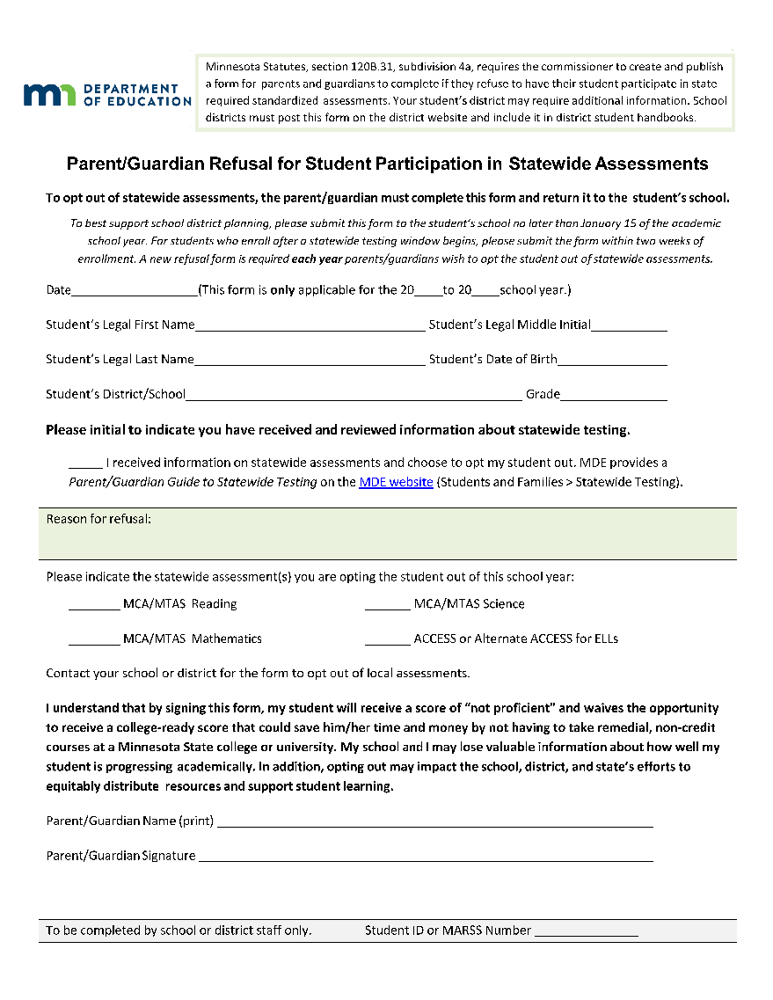 Minnesota Statutes, section 120B.31, subdivision 4a, requires the commissioner to create and publish
a form for parents and guardians to complete if they refuse to have their student participate in state
required standardized assessments. Your student's district may require additional information. School
districts must post this form on the district website and include it in district student handbooks.
mn DEPARTMENT
OF EDUCATION
Parent/Guardian Refusal for Student Participation in Statewide Assessments
To opt out of statewide assessments, the parent/guardian must complete this form and return it to the student's school.
To best support school district planning, please submit this form to the student's school no later than January 15 of the academic
school year. For students who enroll after a statewide testing window begins, please submit the form within two weeks of
enrollment. A new refusal form is required each year parents/guardians wish to opt the student out of statewide assessments.
Date__________________(This form is only applicable for the 20____to 20____school year.)
Student's Legal First Name_________________________________ Student's Legal Middle Initial___________
Student's Legal Last Name_________________________________ Student's Date of Birth________________
Student's District/School________________________________________________ Grade_______________
Please initial to indicate you have received and reviewed information about statewide testing.
_____ I received information on statewide assessments and choose to opt my student out. MDE provides a
Parent/Guardian Guide to Statewide Testing on the MDE website (Students and Families > Statewide Testing).
Reason for refusal:
Please indicate the statewide assessment(s) you are opting the student out of this school year:
________ MCA/MTAS Reading _______ MCA/MTAS Science
________ MCA/MTAS Mathematics _______ ACCESS or Alternate ACCESS for ELLs
Contact your school or district for the form to opt out of local assessments.
I understand that by signing this form, my student will receive a score of "not proficient" and waives the opportunity
to receive a college-ready score that could save him/her time and money by not having to take remedial, non-credit
courses at a Minnesota State college or university. My school and I may lose valuable information about how well my
student is progressing academically. In addition, opting out may impact the school, district, and state's efforts to
equitably distribute resources and support student learning.
Parent/Guardian Name (print) ______________________________________________________________
Parent/Guardian Signature _________________________________________________________________
To be completed by school or district staff only. Student ID or MARSS Number ________________